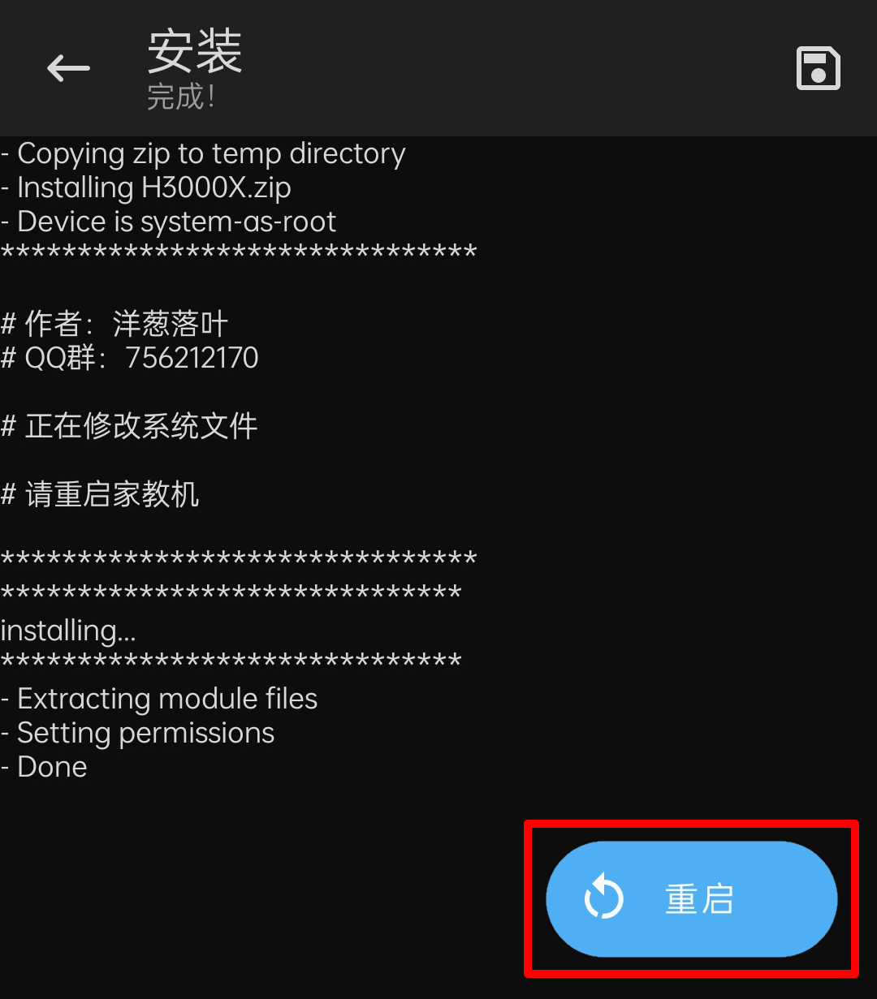 安装
完成！
- Copying zip to temp directory
- Installing H3000X.zip
- Device is system-as-root
*******************************
# 作者：洋葱落叶
# QQ群：756212170
# 正在修改系统文件
# 请重启家教机
*******************************
******************************
installing...
******************************
- Extracting module files
- Setting permissions
- Done
重启